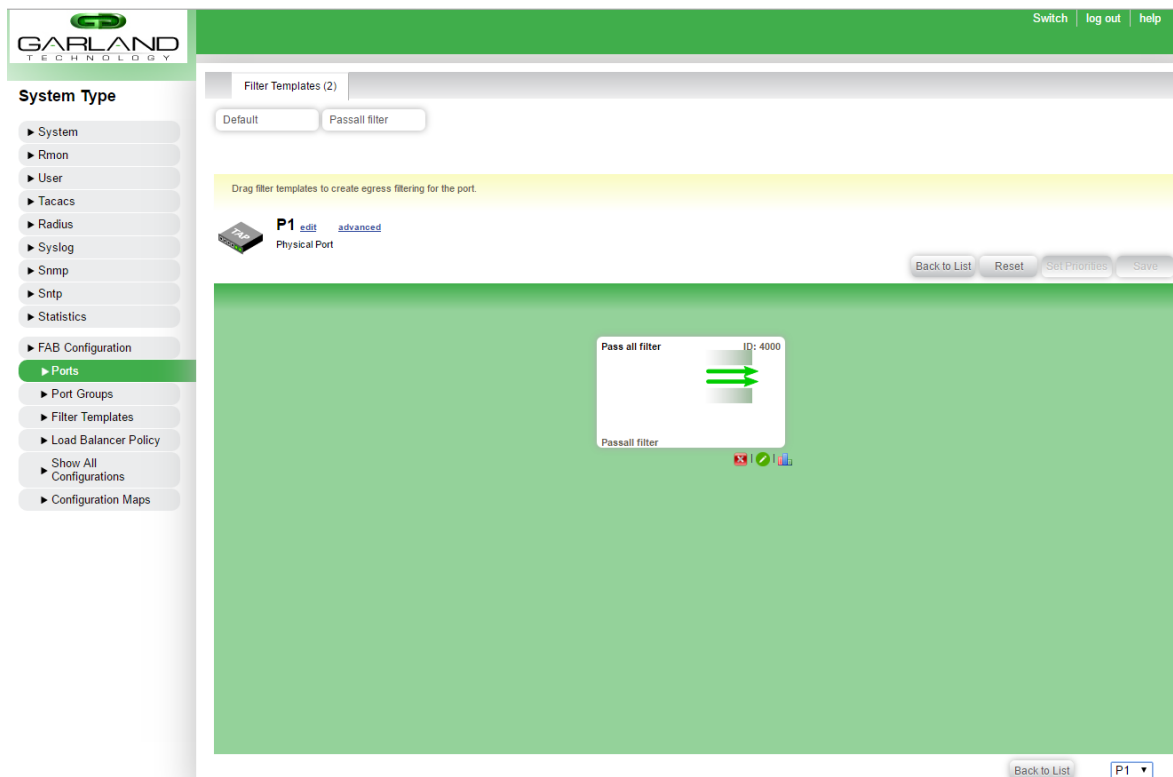 GARLAND
TECHNOLOGY
Switch
log out
help
System Type
System
Rmon
User
Tacacs
Radius
Syslog
Snmp
Sntp
Statistics
FAB Configuration
Ports
Port Groups
Filter Templates
Load Balancer Policy
Show All
Configurations
Configuration Maps
Filter Templates (2)
Default
Passall filter
Drag filter templates to create egress filtering for the port.
TAP
P1 edit advanced
Physical Port
Back to List
Reset
Set Priorities
Save
Pass all filter
ID: 4000
Passall filter
Back to List
P1